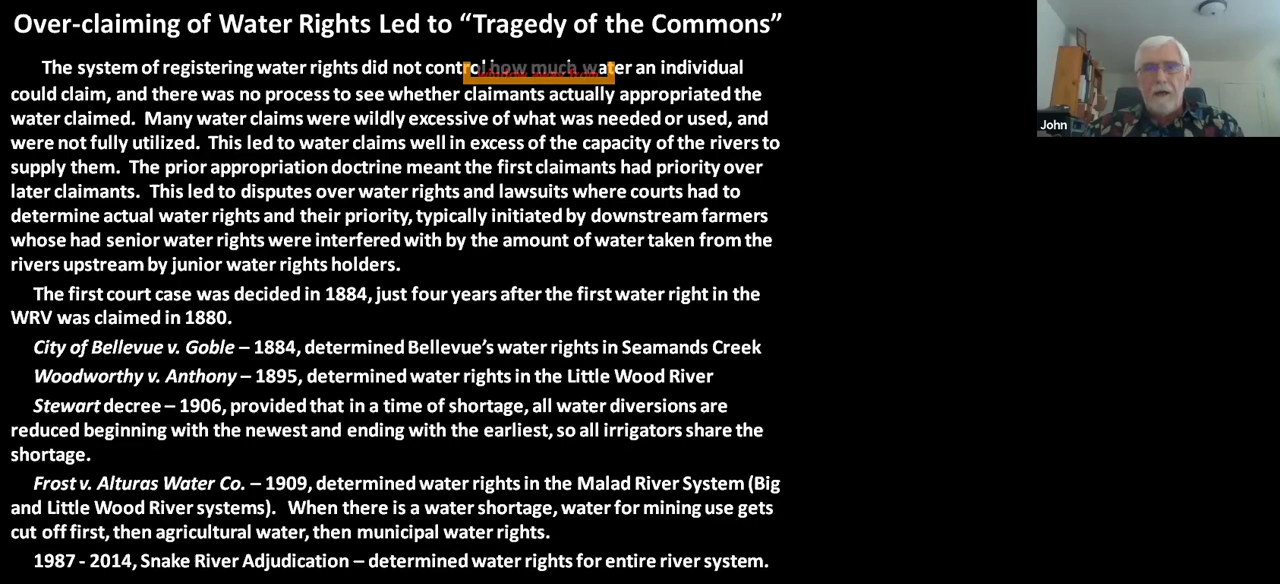 Over-claiming of Water Rights Led to “Tragedy of the Commons”
The system of registering water rights did not control how much water an individual
could claim, and there was no process to see whether claimants actually appropriated the
water claimed. Many water claims were wildly excessive of what was needed or used, and
were not fully utilized. This led to water claims well in excess of the capacity of the rivers to
supply them. The prior appropriation doctrine meant the first claimants had priority over
later claimants. This led to disputes over water rights and lawsuits where courts had to
determine actual water rights and their priority, typically initiated by downstream farmers
whose had senior water rights were interfered with by the amount of water taken from the
rivers upstream by junior water rights holders.
The first court case was decided in 1884, just four years after the first water right in the
WRV was claimed in 1880.
City of Bellevue v. Goble – 1884, determined Bellevue’s water rights in Seamands Creek
Woodworthy v. Anthony – 1895, determined water rights in the Little Wood River
Stewart decree – 1906, provided that in a time of shortage, all water diversions are
reduced beginning with the newest and ending with the earliest, so all irrigators share the
shortage.
Frost v. Alturas Water Co. – 1909, determined water rights in the Malad River System (Big
and Little Wood River systems). When there is a water shortage, water for mining use gets
cut off first, then agricultural water, then municipal water rights.
1987 - 2014, Snake River Adjudication – determined water rights for entire river system.
John